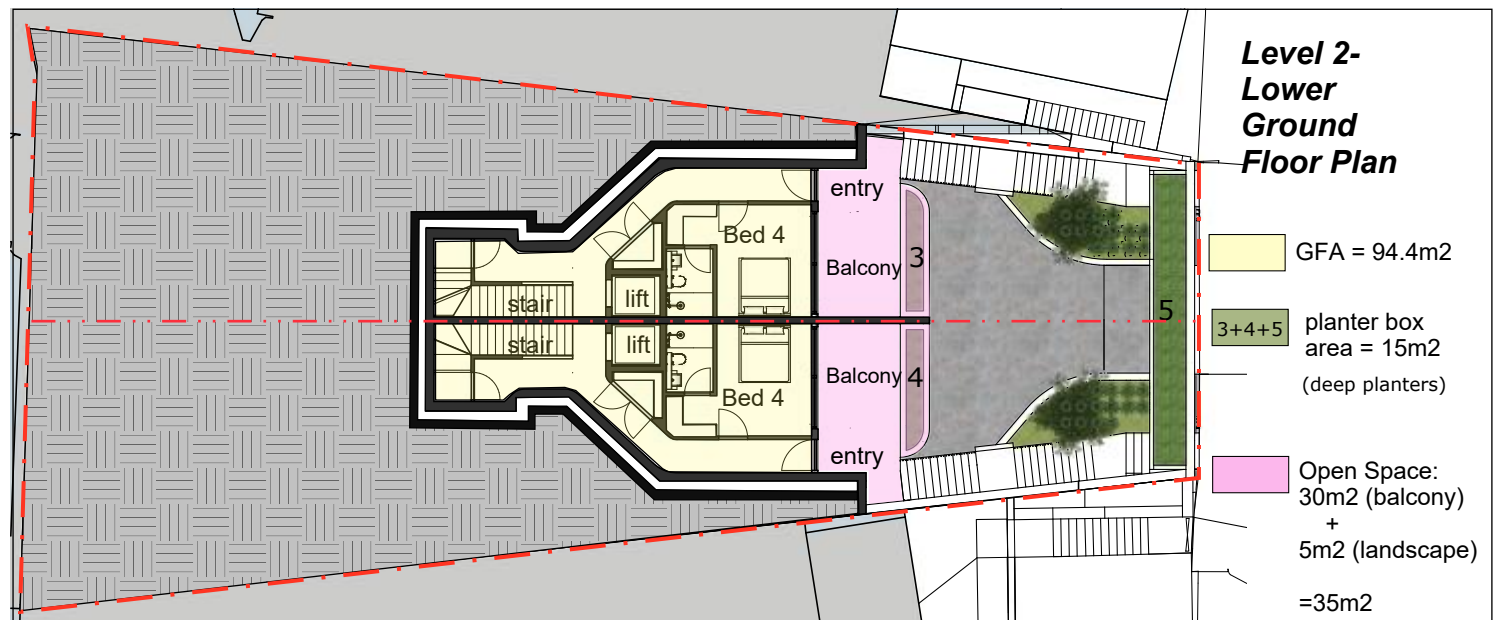 Level 2-
Lower
Ground
Floor Plan
entry
Bed 4
Balcony
3
stair
lift
5
stair
lift
Balcony
4
Bed 4
entry
GFA = 94.4m2
3+4+5
planter box
area = 15m2
(deep planters)
Open Space:
30m2 (balcony)
+
5m2 (landscape)
=35m2